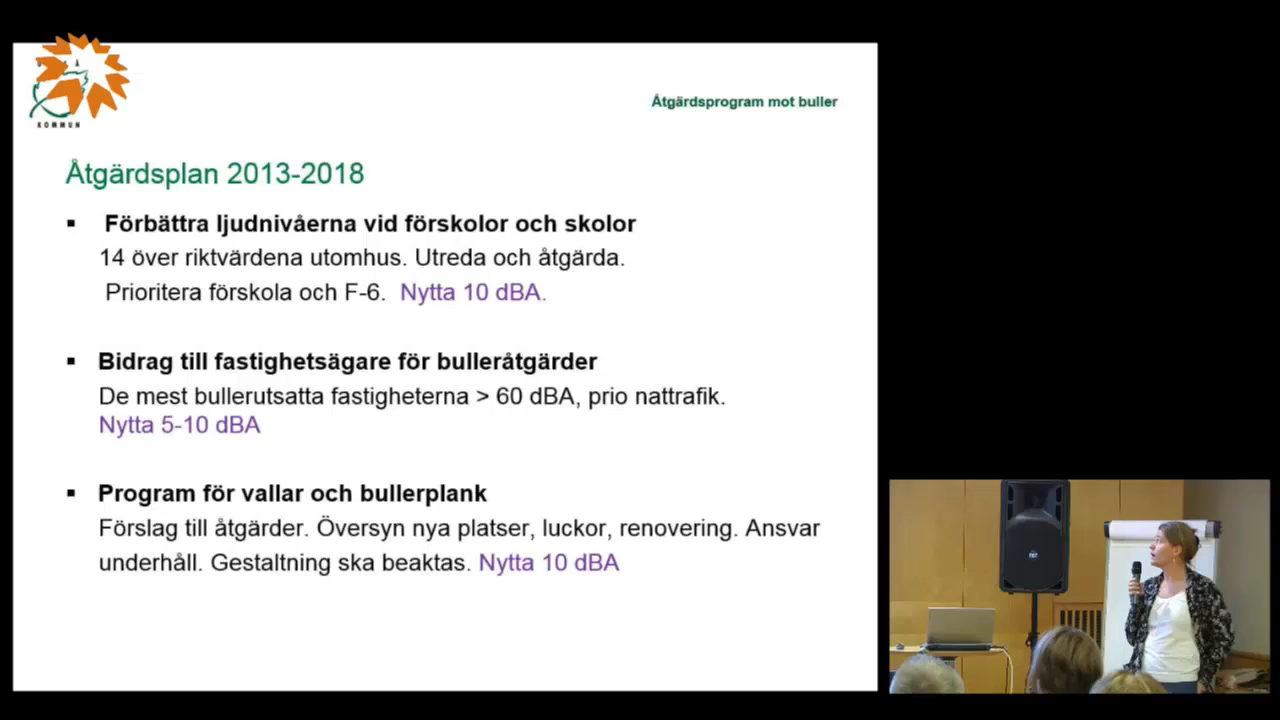 KOMMUN
Åtgärdsprogram mot buller
Åtgärdsplan 2013-2018
▪ Förbättra ljudnivåerna vid förskolor och skolor
14 över riktvärdena utomhus. Utreda och åtgärda.
Prioritera förskola och F-6. Nytta 10 dBA.
▪ Bidrag till fastighetsägare för bulleråtgärder
De mest bullerutsatta fastigheterna > 60 dBA, prio nattrafik.
Nytta 5-10 dBA
▪ Program för vallar och bullerplank
Förslag till åtgärder. Översyn nya platser, luckor, renovering. Ansvar
underhåll. Gestaltning ska beaktas. Nytta 10 dBA